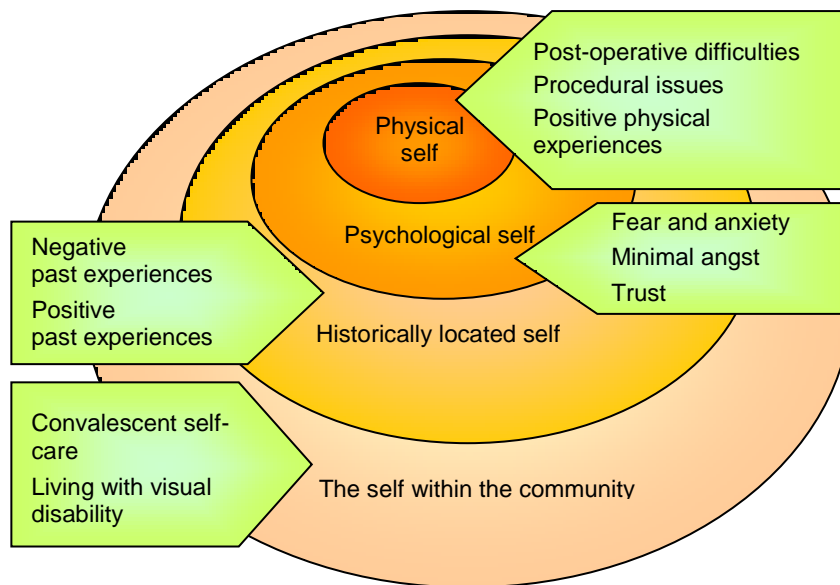 Post-operative difficulties
Procedural issues
Positive physical
experiences
Physical
self
Fear and anxiety
Minimal angst
Trust
Psychological self
Negative
past experiences
Positive
past experiences
Historically located self
Convalescent self-
care
Living with visual
disability
The self within the community